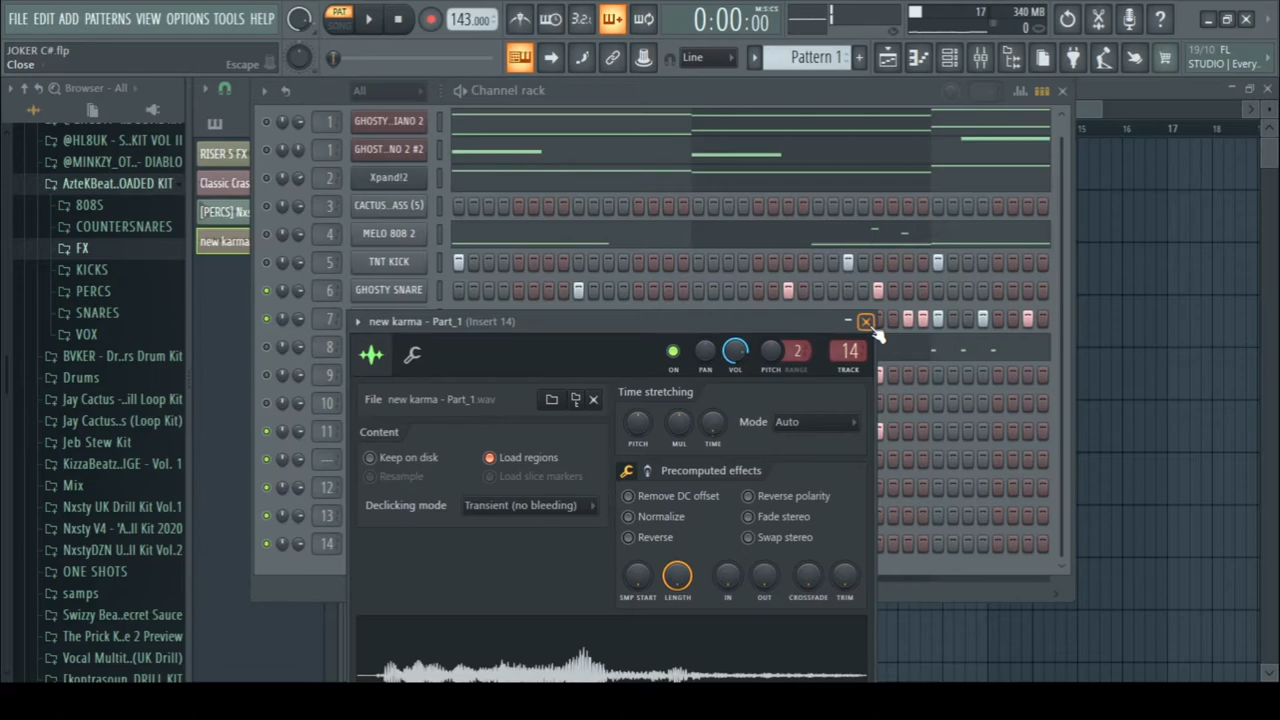 FILE EDIT ADD PATTERNS VIEW OPTIONS TOOLS HELP
PAT
143.000
3.2:
0:00:00
M:S:CS
17
340 MB
0
JOKER C#.flp
Close
Escape
Line
Pattern 1
19/10 FL
STUDIO | Every..
Browser - All
@HL8UK - S..KIT VOL II
@MINKZY_OT.. DIABLO
AzteKBeat..OADED KIT
808S
COUNTERSNARES
FX
KICKS
PERCS
SNARES
VOX
BVKER - Dr..rs Drum Kit
Drums
Jay Cactus -..ill Loop Kit
Jay Cactus..s (Loop Kit)
Jeb Stew Kit
KizzaBeatz..IGE - Vol. 1
Mix
Nxsty UK Drill Kit Vol.1
Nxsty V4 - 'A..ll Kit 2020
NxstyDZN U..ll Kit Vol.2
ONE SHOTS
samps
Swizzy Bea..ecret Sauce
The Prick K..e 2 Preview
Vocal Multit..(UK Drill)
RISER 5 FX
Classic Cras
[PERCS] Nxs
new karma
All
Channel rack
1 GHOSTY..IANO 2
1 GHOST..NO 2 #2
2 Xpand!2
3 CACTUS..ASS (5)
4 MELO 808 2
5 TNT KICK
6 GHOSTY SNARE
7
8
9
10
11
---
12
13
14
15 16 17 18
new karma - Part_1 (Insert 14)
ON PAN VOL PITCH RANGE TRACK
2
14
File new karma - Part_1.wav
Content
Keep on disk
Load regions
Resample
Load slice markers
Declicking mode Transient (no bleeding)
Time stretching
PITCH MUL TIME
Mode Auto
Precomputed effects
Remove DC offset
Reverse polarity
Normalize
Fade stereo
Reverse
Swap stereo
SMP START LENGTH IN OUT CROSSFADE TRIM